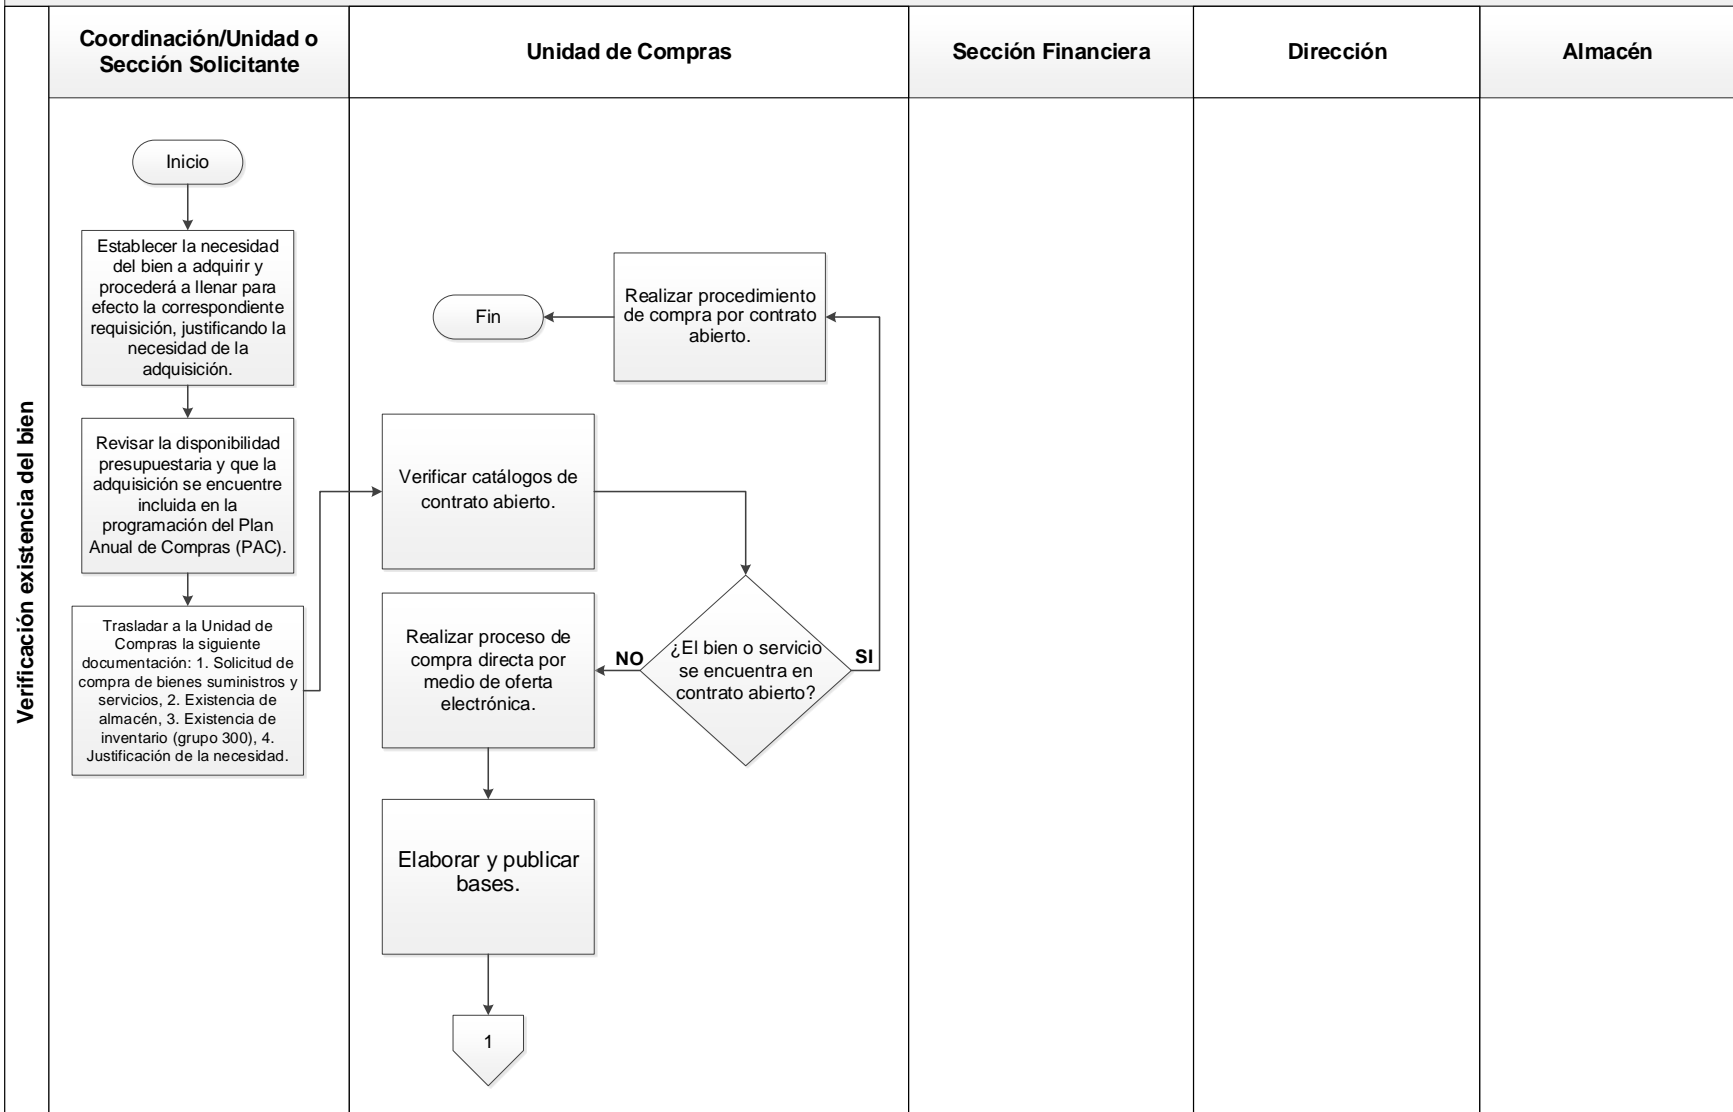 Coordinación/Unidad o
Sección Solicitante
Unidad de Compras
Sección Financiera
Dirección
Almacén
Verificación existencia del bien
Inicio
Establecer la necesidad
del bien a adquirir y
procederá a llenar para
efecto la correspondiente
requisición, justificando la
necesidad de la
adquisición.
Revisar la disponibilidad
presupuestaria y que la
adquisición se encuentre
incluida en la
programación del Plan
Anual de Compras (PAC).
Trasladar a la Unidad de
Compras la siguiente
documentación: 1. Solicitud de
compra de bienes suministros y
servicios, 2. Existencia de
almacén, 3. Existencia de
inventario (grupo 300), 4.
Justificación de la necesidad.
Fin
Realizar procedimiento
de compra por contrato
abierto.
Verificar catálogos de
contrato abierto.
¿El bien o servicio
se encuentra en
contrato abierto?
NO
SI
Realizar proceso de
compra directa por
medio de oferta
electrónica.
Elaborar y publicar
bases.
1